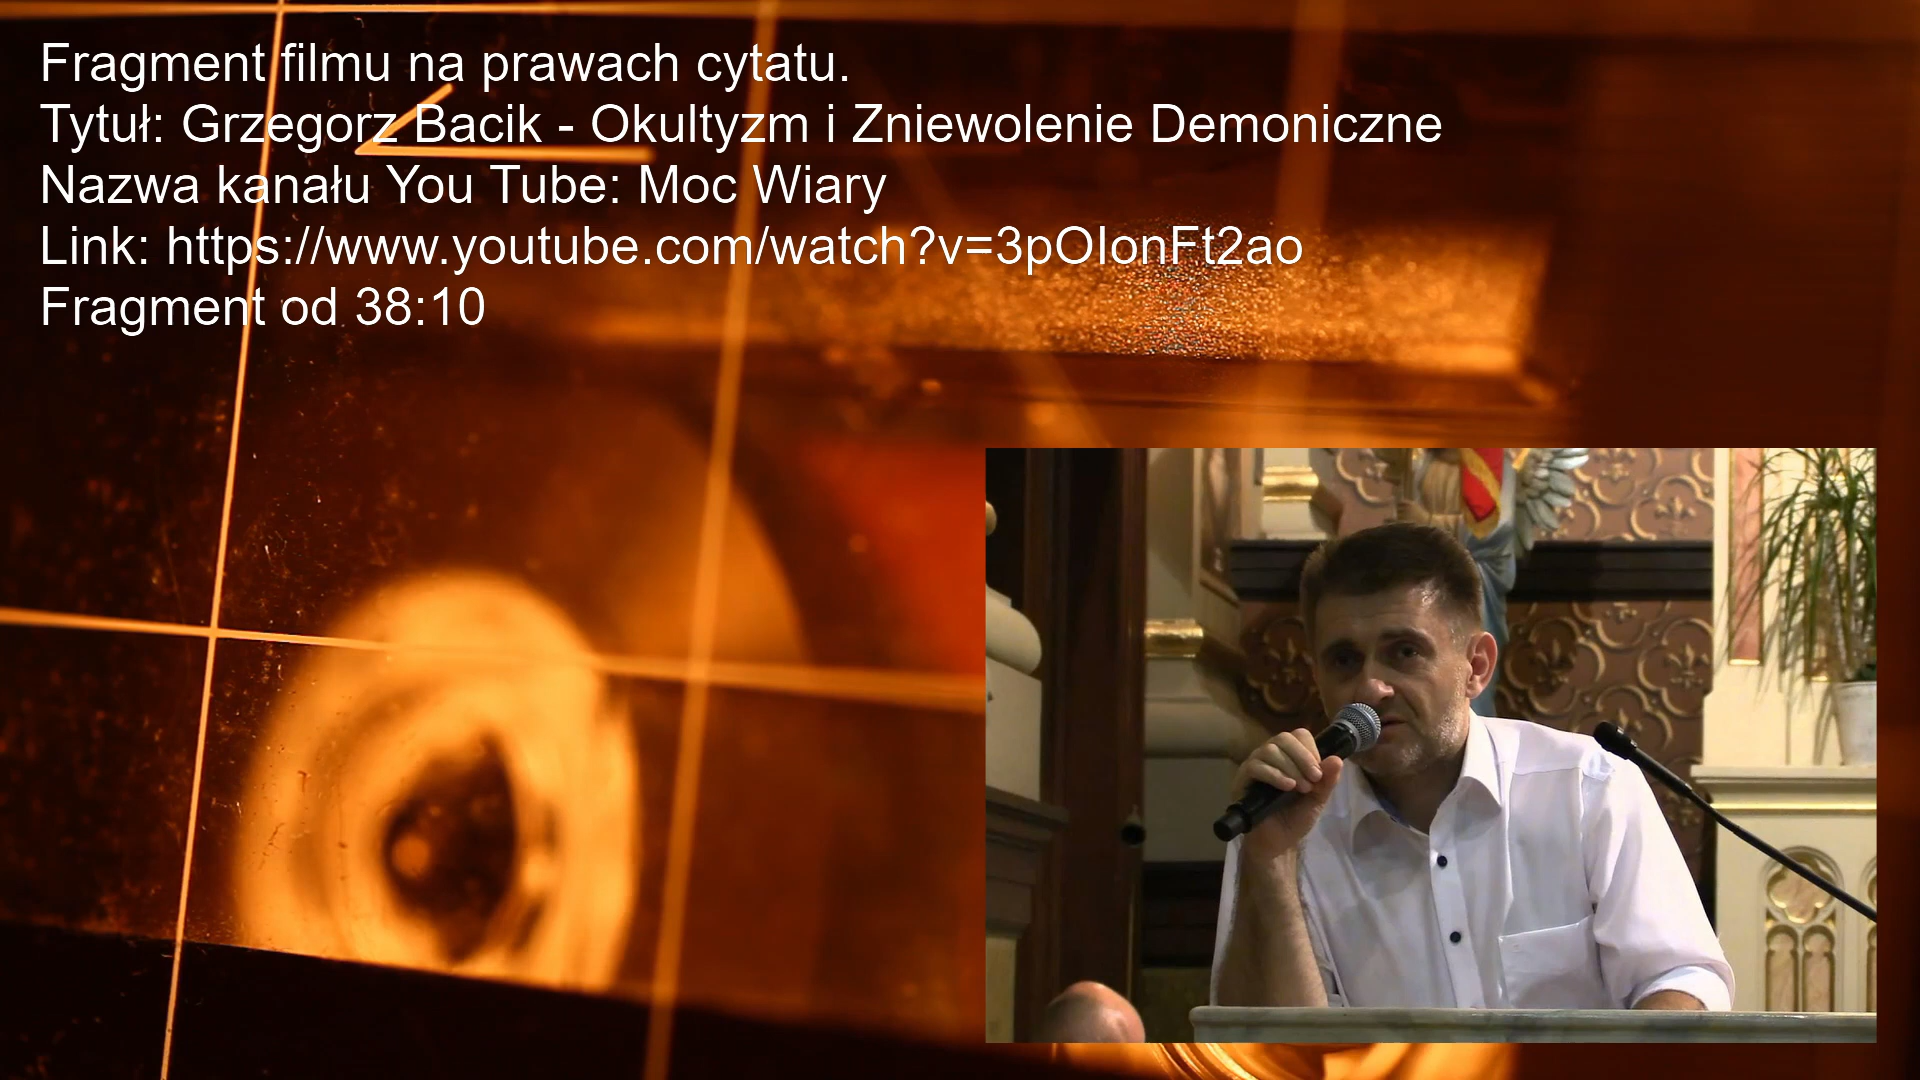 Fragment filmu na prawach cytatu.
Tytuł: Grzegorz Bacik - Okultyzm i Zniewolenie Demoniczne
Nazwa kanału You Tube: Moc Wiary
Link: https://www.youtube.com/watch?v=3pOIonFt2ao
Fragment od 38:10